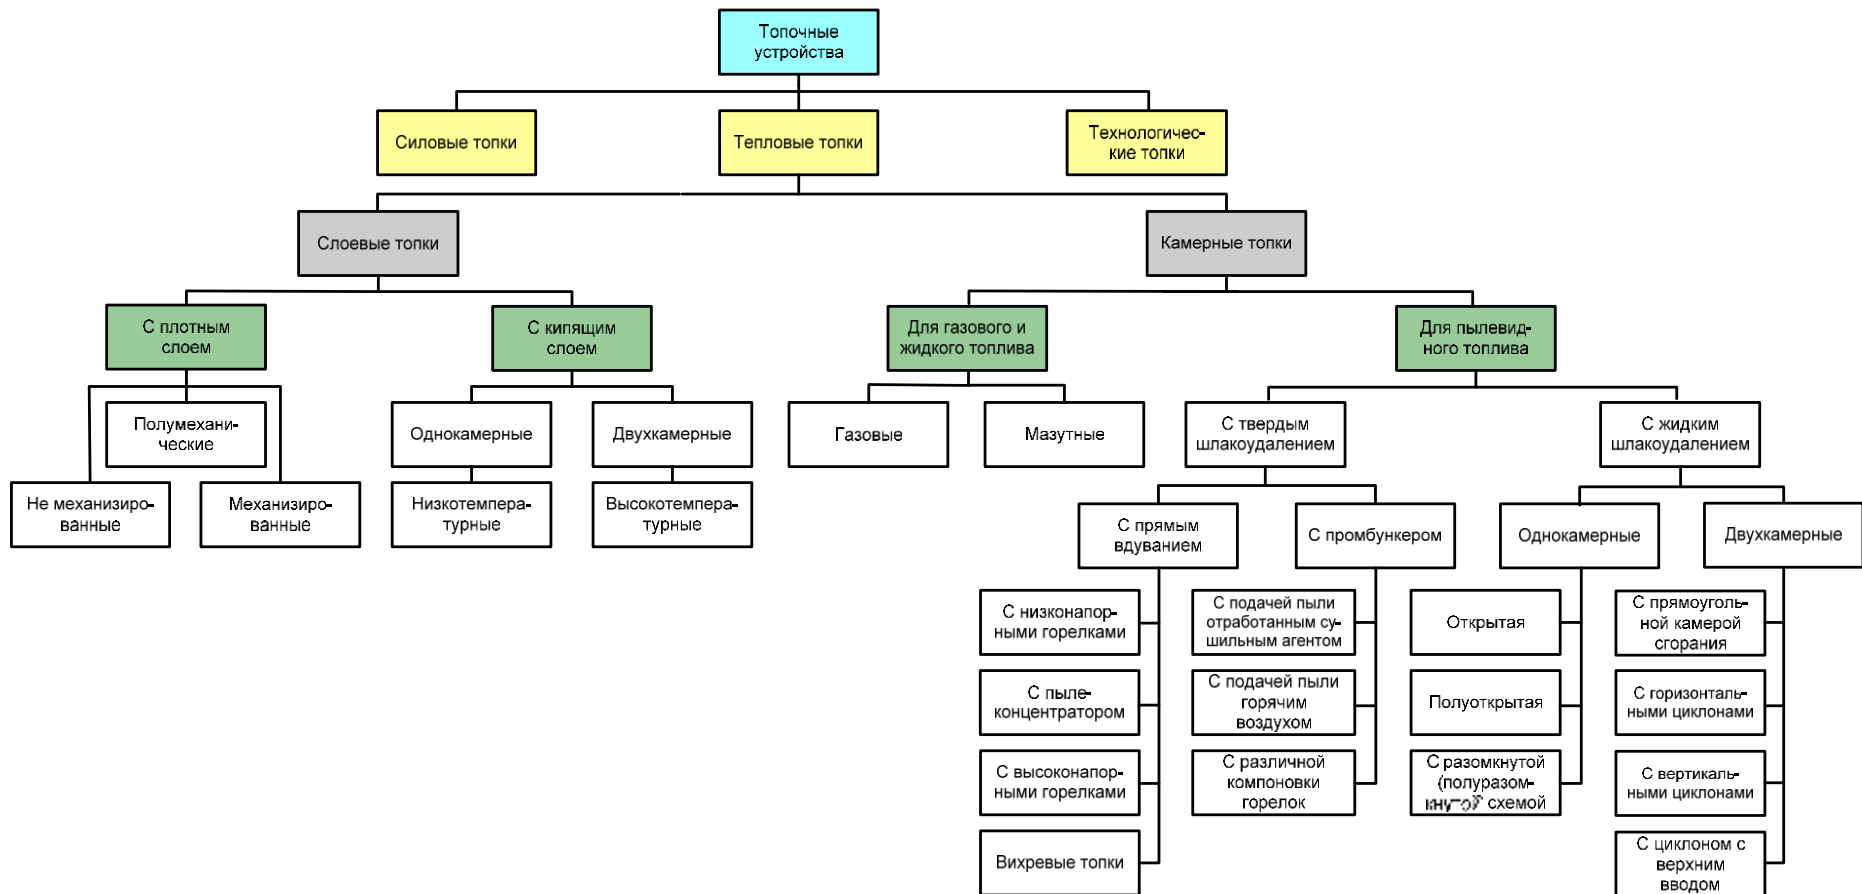 Топочные
устройства
Силовые топки
Тепловые топки
Технологичес-
кие топки
Слоевые топки
Камерные топки
С плотным
слоем
С кипящим
слоем
Для газового и
жидкого топлива
Для пылевид-
ного топлива
Полумехани-
ческие
Однокамерные
Двухкамерные
Газовые
Мазутные
С твердым
шлакоудалением
С жидким
шлакоудалением
Не механизиро-
ванные
Механизиро-
ванные
Низкотемпера-
турные
Высокотемпера-
турные
С прямым
вдуванием
С промбункером
Однокамерные
Двухкамерные
С низконапор-
ными горелками
С подачей пыли
отработанным су-
шильным агентом
Открытая
С прямоуголь-
ной камерой
сгорания
С пыле-
концентратором
С подачей пыли
горячим
воздухом
Полуоткрытая
С горизонталь-
ными циклонами
С высоконапор-
ными горелками
С различной
компоновки
горелок
С разомкнутой
(полуразом-
схемой
С вертикаль-
ными циклонами
Вихревые топки
С циклоном с
верхним
вводом